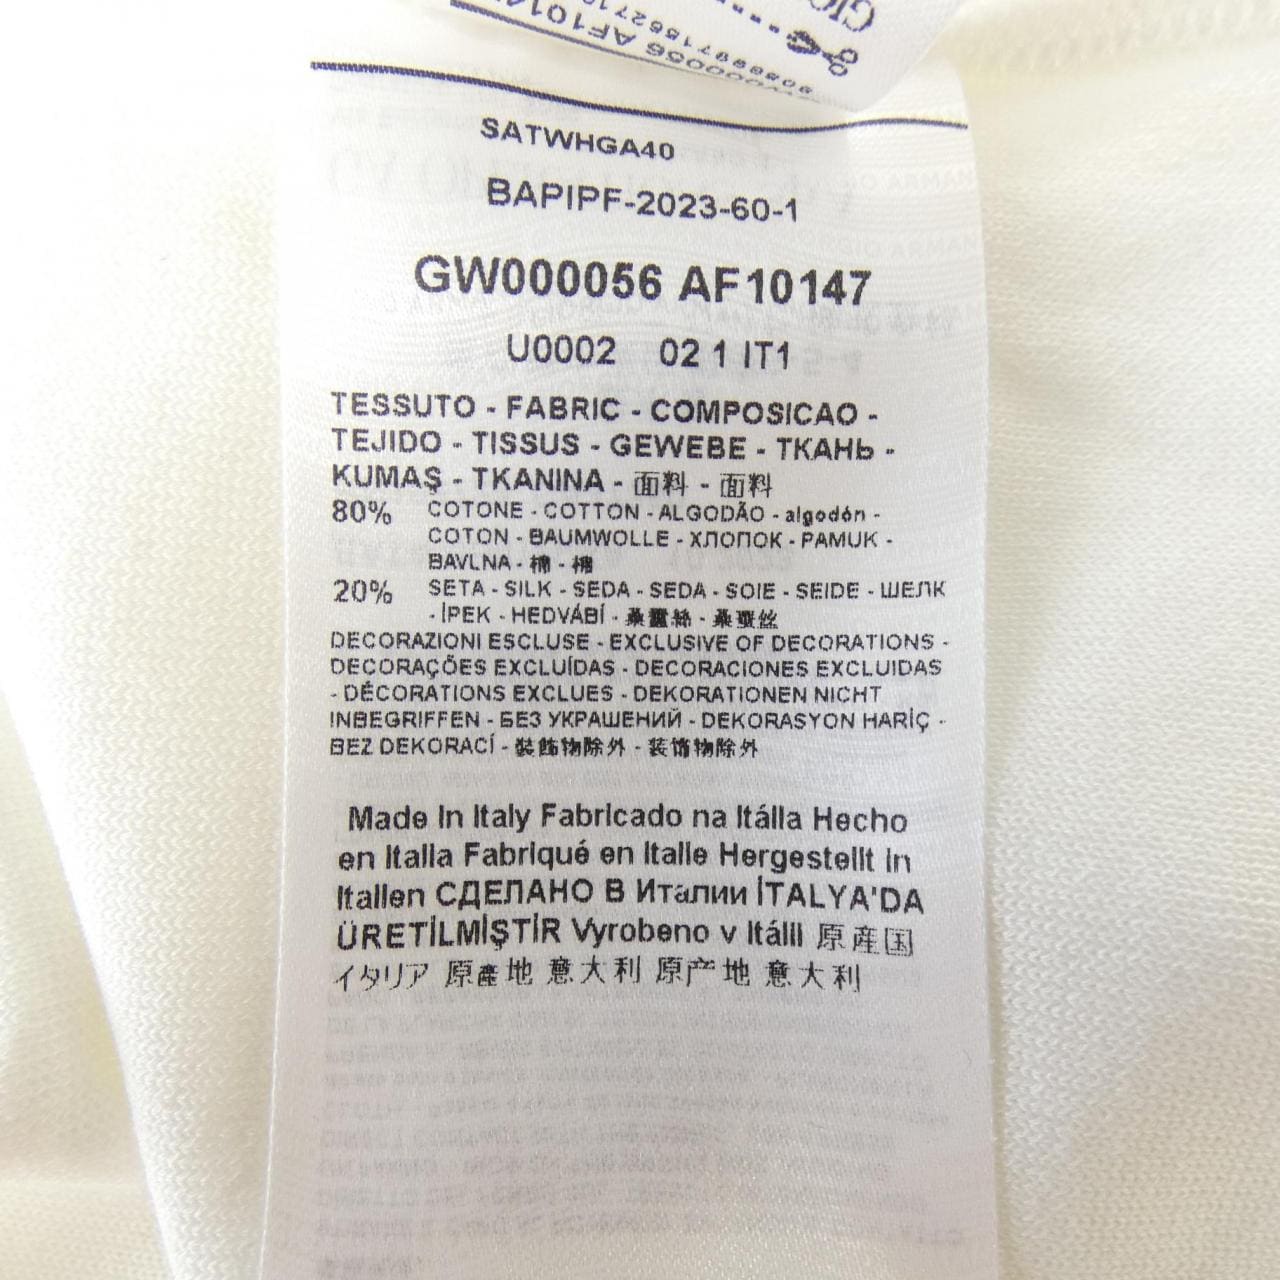 GW000056 AF1014
SATWHGA40
BAPIPF-2023-60-1
GW000056 AF10147
U0002 02 1 IT1
TESSUTO - FABRIC - COMPOSICAO -
TEJIDO - TISSUS - GEWEBE - ТКАНЬ -
KUMAŞ - TKANINA - 面料 - 面料
80% COTONE - COTTON - ALGODÃO - algodón -
COTON - BAUMWOLLE - ХЛОПОК - PAMUK -
BAVLNA - 棉 - 棉
20% SETA - SILK - SEDA - SEDA - SOIE - SEIDE - ШЕЛК
- İPEK - HEDVÁBÍ - 桑蠶絲 - 桑蚕丝
DECORAZIONI ESCLUSE - EXCLUSIVE OF DECORATIONS -
DECORAÇÕES EXCLUÍDAS - DECORACIONES EXCLUIDAS
- DÉCORATIONS EXCLUES - DEKORATIONEN NICHT
INBEGRIFFEN - БЕЗ УКРАШЕНИЙ - DEKORASYON HARİÇ -
BEZ DEKORACÍ - 裝飾物除外 - 装饰物除外
Made in Italy Fabricado na Itália Hecho
en Italia Fabriqué en Italie Hergestellt in
Italien СДЕЛАНО В Италии İTALYA'DA
ÜRETİLMİŞTİR Vyrobeno v Itálii 原産国
イタリア 原產地 意大利 原产地 意大利